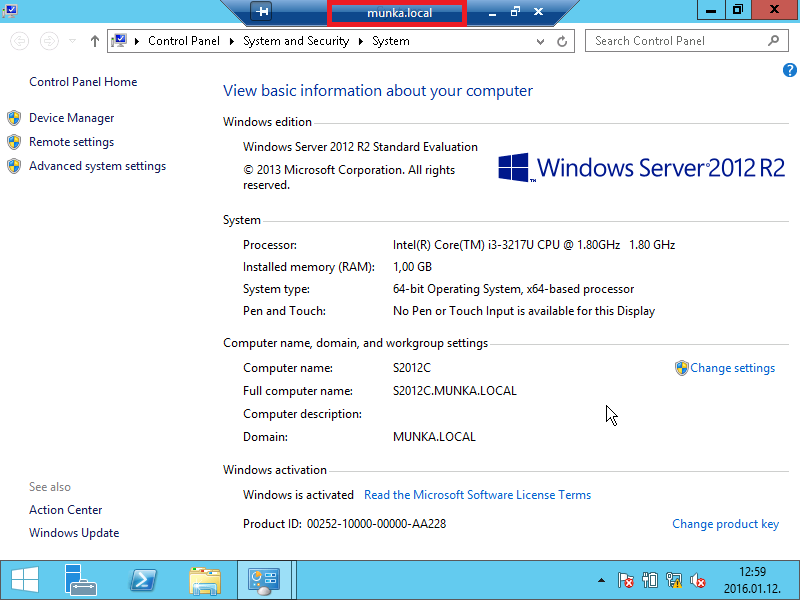 munka.local
Control Panel
System and Security
System
Search Control Panel
Control Panel Home
Device Manager
Remote settings
Advanced system settings
View basic information about your computer
Windows edition
Windows Server 2012 R2 Standard Evaluation
© 2013 Microsoft Corporation. All rights
reserved.
Windows Server 2012 R2
System
Processor: Intel(R) Core(TM) i3-3217U CPU @ 1.80GHz 1.80 GHz
Installed memory (RAM): 1,00 GB
System type: 64-bit Operating System, x64-based processor
Pen and Touch: No Pen or Touch Input is available for this Display
Computer name, domain, and workgroup settings
Computer name: S2012C
Change settings
Full computer name: S2012C.MUNKA.LOCAL
Computer description:
Domain: MUNKA.LOCAL
Windows activation
Windows is activated Read the Microsoft Software License Terms
Product ID: 00252-10000-00000-AA228
Change product key
See also
Action Center
Windows Update
12:59
2016.01.12.